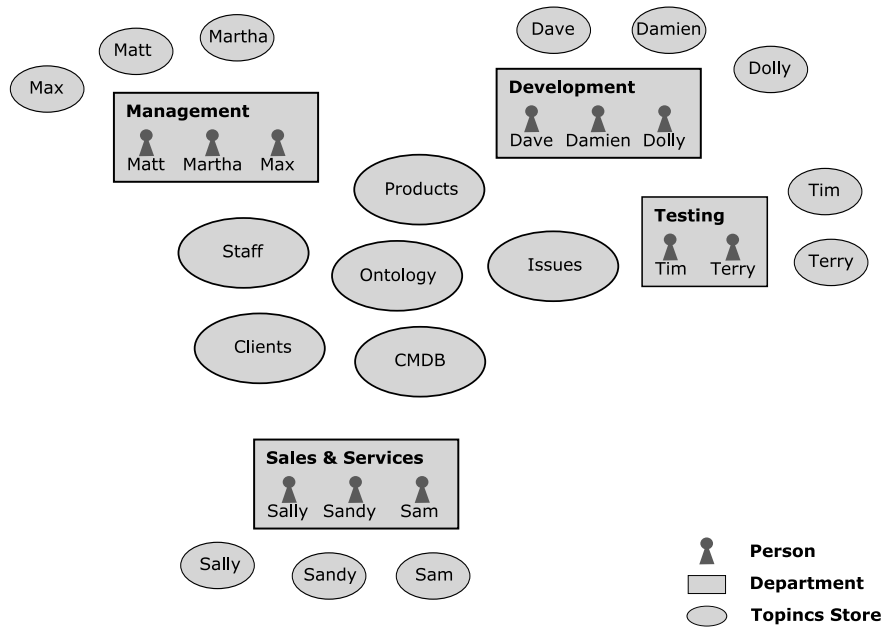 Max
Matt
Martha
Dave
Damien
Dolly
Management
Matt Martha Max
Development
Dave Damien Dolly
Products
Staff
Ontology
Issues
Testing
Tim Terry
Tim
Terry
Clients
CMDB
Sales & Services
Sally Sandy Sam
Sally
Sandy
Sam
Person
Department
Topincs Store